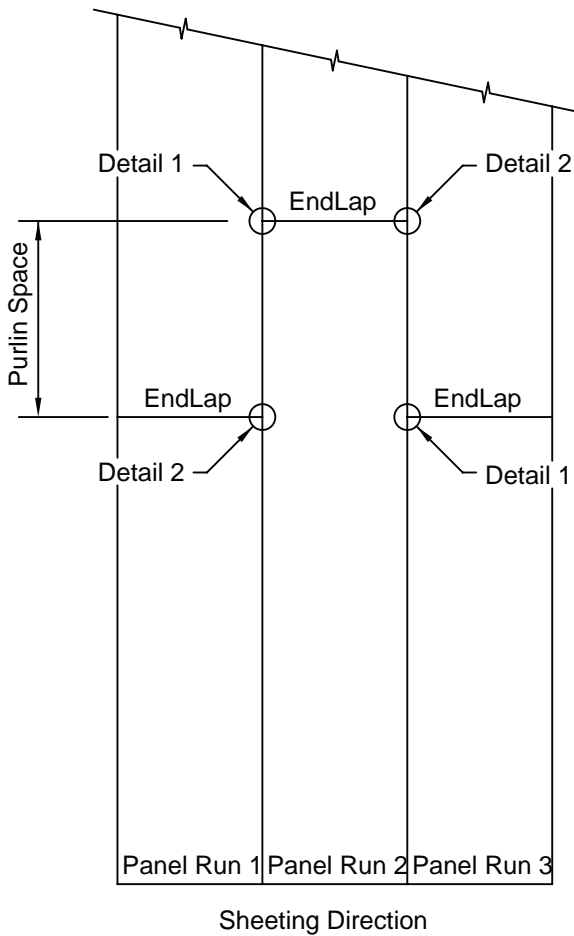 Detail 1
Detail 2
EndLap
Purlin Space
EndLap
EndLap
Detail 2
Detail 1
Panel Run 1
Panel Run 2
Panel Run 3
Sheeting Direction